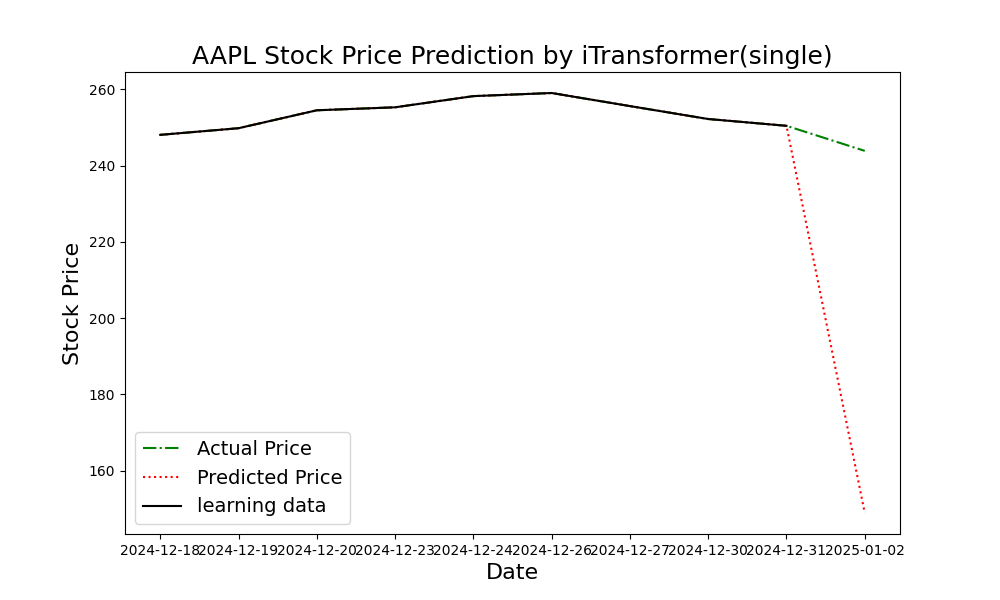 AAPL Stock Price Prediction by iTransformer(single)
260
240
220
200
180
160
Stock Price
Actual Price
Predicted Price
learning data
2024-12-18 2024-12-19 2024-12-20 2024-12-23 2024-12-24 2024-12-26 2024-12-27 2024-12-30 2024-12-31 2025-01-02
Date